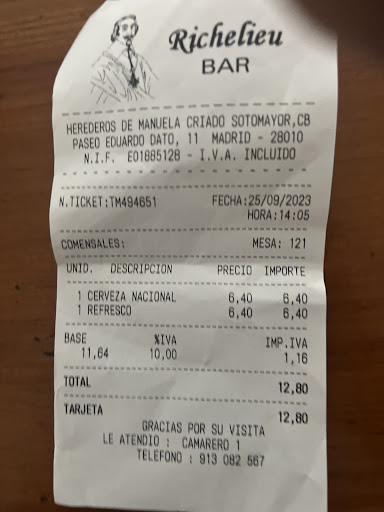 Richelieu
BAR
HEREDEROS DE MANUELA CRIADO SOTOMAYOR,CB
PASEO EDUARDO DATO, 11 MADRID - 28010
N.I.F. E01885128 - I.V.A. INCLUIDO
N.TICKET:TM494651 FECHA:25/09/2023
HORA:14:05
COMENSALES: MESA: 121
UNID. DESCRIPCION PRECIO IMPORTE
1 CERVEZA NACIONAL 6,40 6,40
1 REFRESCO 6,40 6,40
BASE %IVA IMP.IVA
11,64 10,00 1,16
TOTAL 12,80
TARJETA 12,80
GRACIAS POR SU VISITA
LE ATENDIO : CAMARERO 1
TELEFONO : 913 082 567